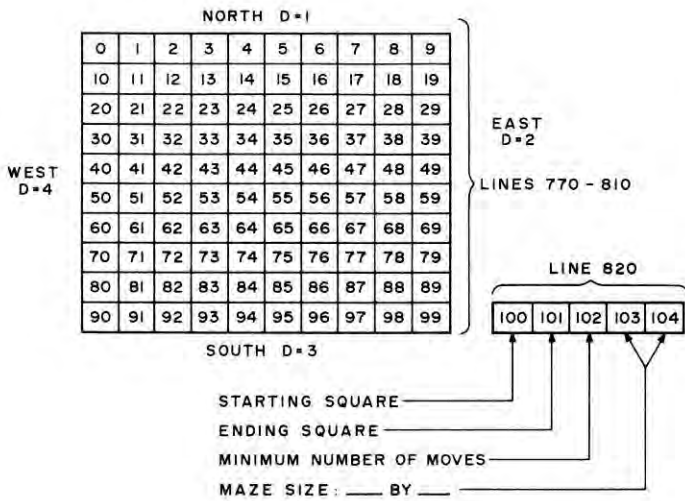 NORTH D=1
0 1 2 3 4 5 6 7 8 9
10 11 12 13 14 15 16 17 18 19
20 21 22 23 24 25 26 27 28 29
30 31 32 33 34 35 36 37 38 39
40 41 42 43 44 45 46 47 48 49
50 51 52 53 54 55 56 57 58 59
60 61 62 63 64 65 66 67 68 69
70 71 72 73 74 75 76 77 78 79
80 81 82 83 84 85 86 87 88 89
90 91 92 93 94 95 96 97 98 99
WEST
D=4
EAST
D=2
LINES 770 - 810
SOUTH D=3
LINE 820
100 101 102 103 104
STARTING SQUARE
ENDING SQUARE
MINIMUM NUMBER OF MOVES
MAZE SIZE: ___ BY ___